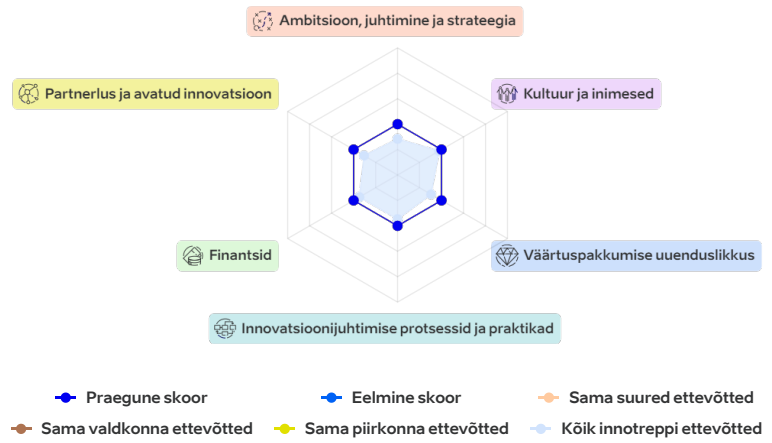 Ambitsioon, juhtimine ja strateegia
Partnerlus ja avatud innovatsioon
Kultuur ja inimesed
Finantsid
Väärtuspakkumise uuenduslikkus
Innovatsioonijuhtimise protsessid ja praktikad
Praegune skoor
Eelmine skoor
Sama suured ettevõtted
Sama valdkonna ettevõtted
Sama piirkonna ettevõtted
Kõik innotreppi ettevõtted